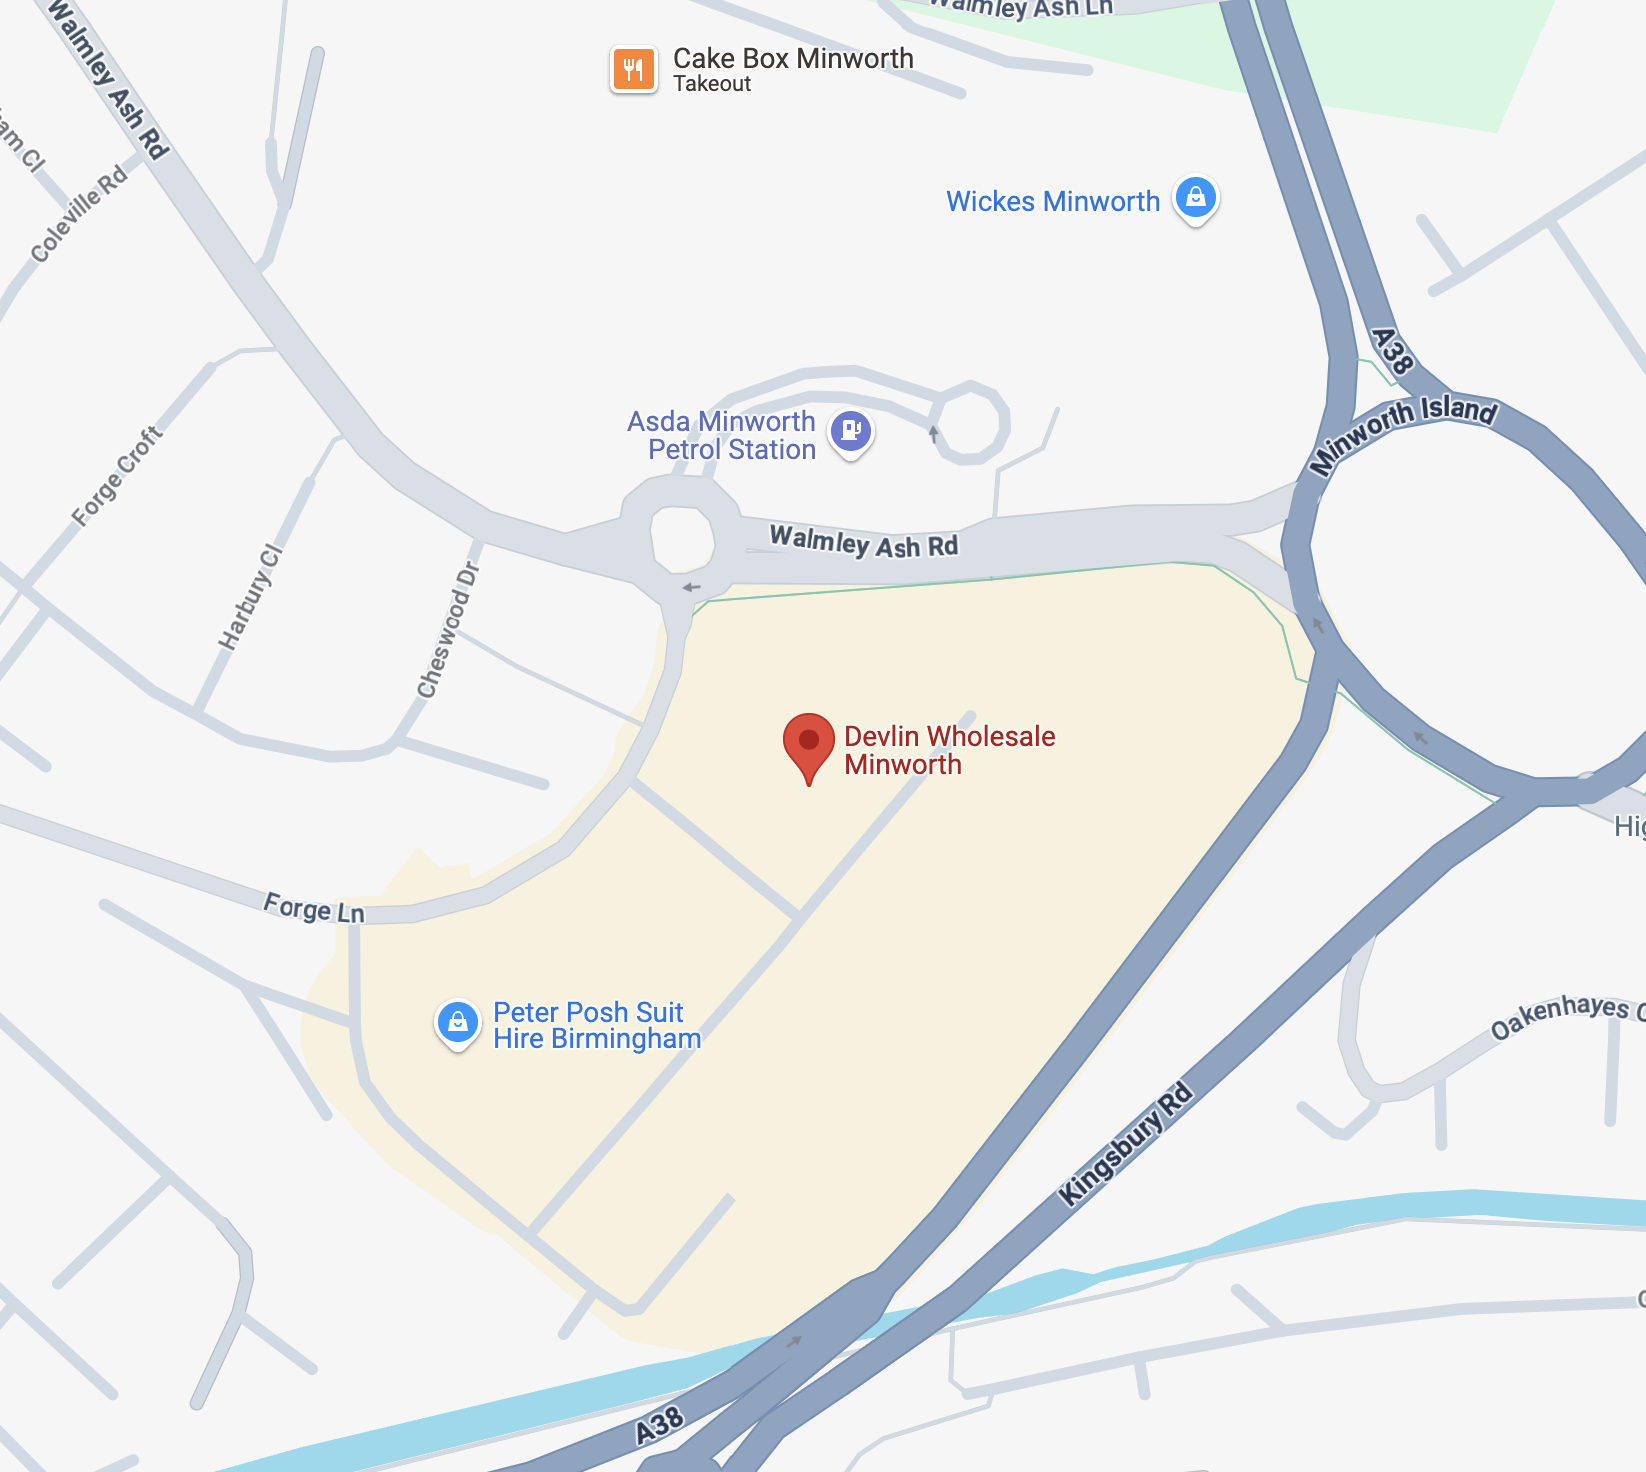 Walmley Ash Ln
Cake Box Minworth
Takeout
Walmley Ash Rd
Coleville Rd
Wickes Minworth
A38
Minworth Island
Asda Minworth
Petrol Station
Forge Croft
Walmley Ash Rd
Harbury Cl
Cheswood Dr
Devlin Wholesale
Minworth
Forge Ln
Peter Posh Suit
Hire Birmingham
Oakenhayes
Kingsbury Rd
A38